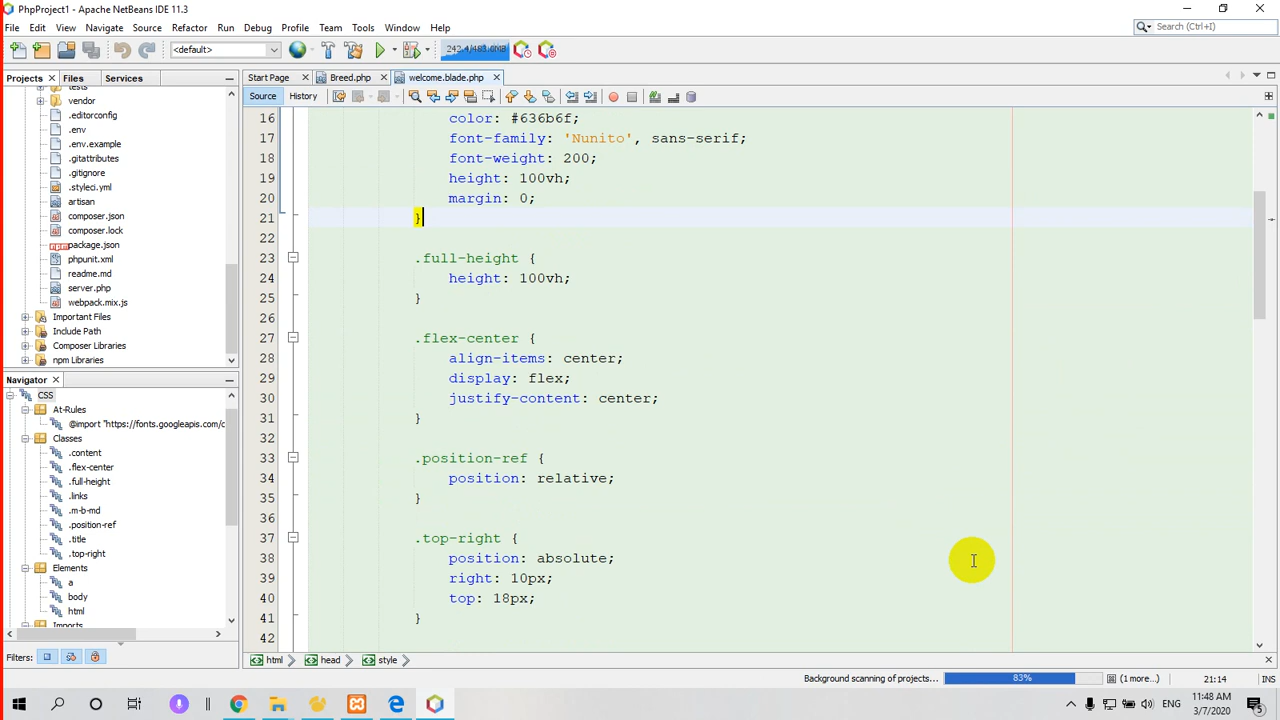 PhpProject1 - Apache NetBeans IDE 11.3
File Edit View Navigate Source Refactor Run Debug Profile Team Tools Window Help
Search (Ctrl+I)
<default>
Projects Files Services
Start Page Breed.php welcome.blade.php
Source History
tests
vendor
.editorconfig
.env
.env.example
.gitattributes
.gitignore
.styleci.yml
artisan
composer.json
composer.lock
package.json
phpunit.xml
readme.md
server.php
webpack.mix.js
Important Files
Include Path
Composer Libraries
npm Libraries
Navigator
CSS
At-Rules
@import "https://fonts.googleapis.com/c
Classes
.content
.flex-center
.full-height
.links
.m-b-md
.position-ref
.title
.top-right
Elements
a
body
html
Imports
Filters:
16 color: #636b6f;
17 font-family: 'Nunito', sans-serif;
18 font-weight: 200;
19 height: 100vh;
20 margin: 0;
21 }
22
23 .full-height {
24 height: 100vh;
25 }
26
27 .flex-center {
28 align-items: center;
29 display: flex;
30 justify-content: center;
31 }
32
33 .position-ref {
34 position: relative;
35 }
36
37 .top-right {
38 position: absolute;
39 right: 10px;
40 top: 18px;
41 }
42
html head style
Background scanning of projects... 83% (1 more...) 21:14 INS
ENG 11:48 AM
3/7/2020 5